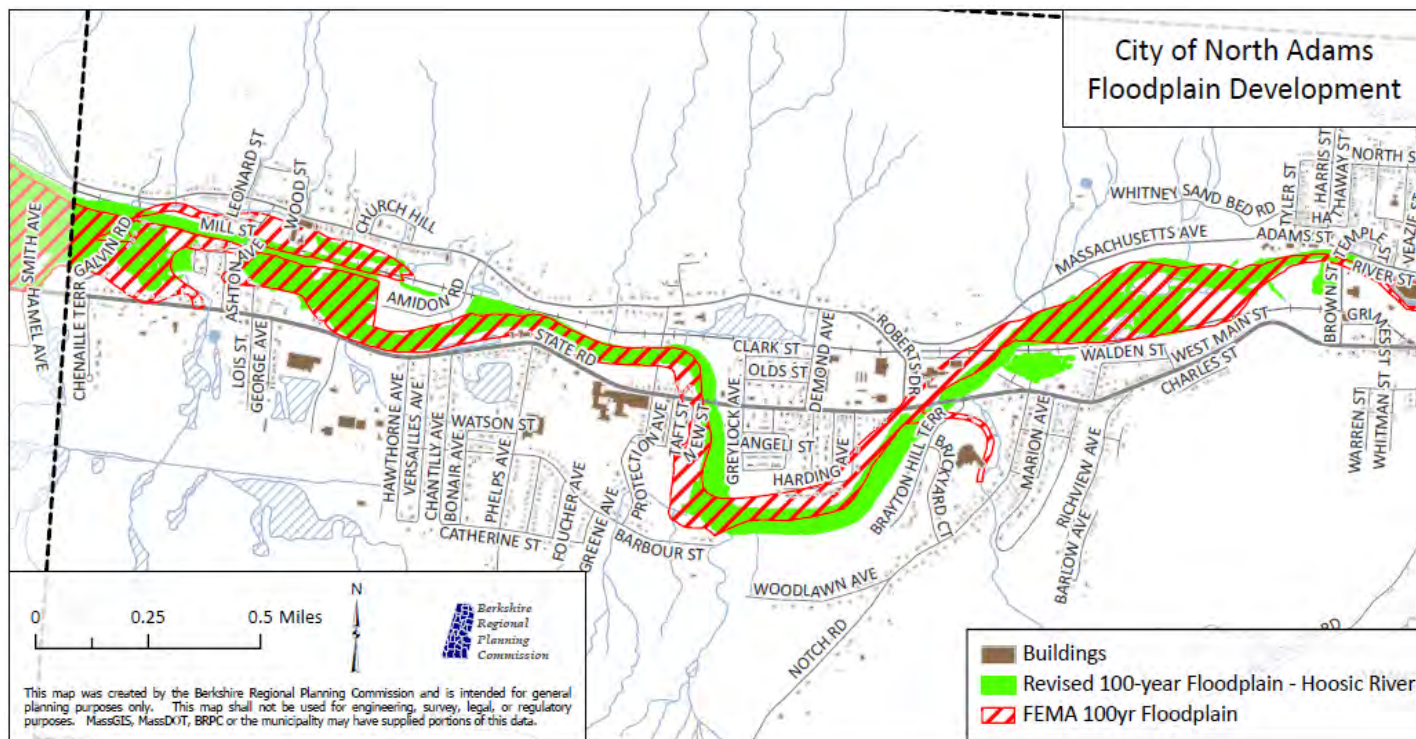 City of North Adams
Floodplain Development
HARRIS ST
HATHAWAY ST
NORTH S
TYLER ST
WHITNEY
SAND BED RD
ADAMS ST
TEMPLE ST
VEAZIE
RIVER ST
MASSACHUSETTS AVE
LEONARD ST
WOOD ST
CHURCH HILL
MILL ST
SMITH AVE
GALVIN RD
ASHTON AVE
HAMEL AVE
CHENAILLE TERR
AMIDON RD
LOIS ST
GEORGE AVE
STATE RD
CLARK ST
OLDS ST
DEMOND AVE
ROBERTS DR
WALDEN ST
WEST MAIN ST
CHARLES ST
BROWN ST
WARREN ST
WHITMAN ST
HAWTHORNE AVE
VERSAILLES AVE
CHANTILLY AVE
BONAIR AVE
WATSON ST
PHELPS AVE
PROTECTION AVE
TAFT ST
N NEW ST
GREYLOCK AVE
ANGELI ST
HARDING AVE
BRAYTON HILL TERR
BACKYARD CT
MARION AVE
RICHVIEW AVE
BARLOW AVE
CATHERINE ST
FOUCHER AVE
GREENE AVE
BARBOUR ST
WOODLAWN AVE
NOTCH RD
RD
0 0.25 0.5 Miles
N
Berkshire
Regional
Planning
Commission
This map was created by the Berkshire Regional Planning Commission and is intended for general
planning purposes only. This map shall not be used for engineering, survey, legal, or regulatory
purposes. MassGIS, MassDOT, BRPC or the municipality may have supplied portions of this data.
Buildings
Revised 100-year Floodplain - Hoosic River
FEMA 100yr Floodplain